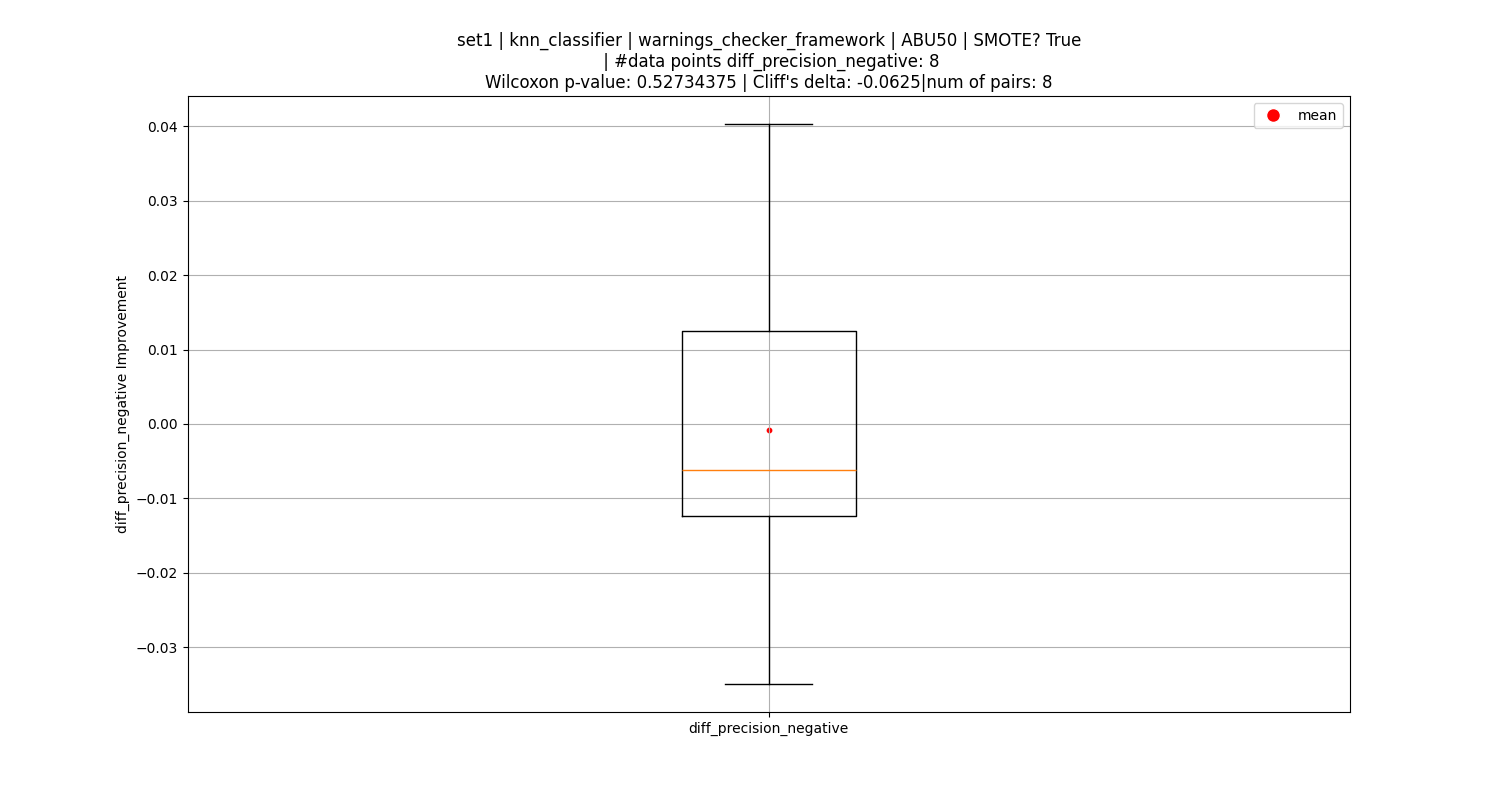 set1 | knn_classifier | warnings_checker_framework | ABU50 | SMOTE? True
| #data points diff_precision_negative: 8
Wilcoxon p-value: 0.52734375 | Cliff's delta: -0.0625|num of pairs: 8
mean
0.04
0.03
0.02
0.01
0.00
−0.01
−0.02
−0.03
diff_precision_negative Improvement
diff_precision_negative